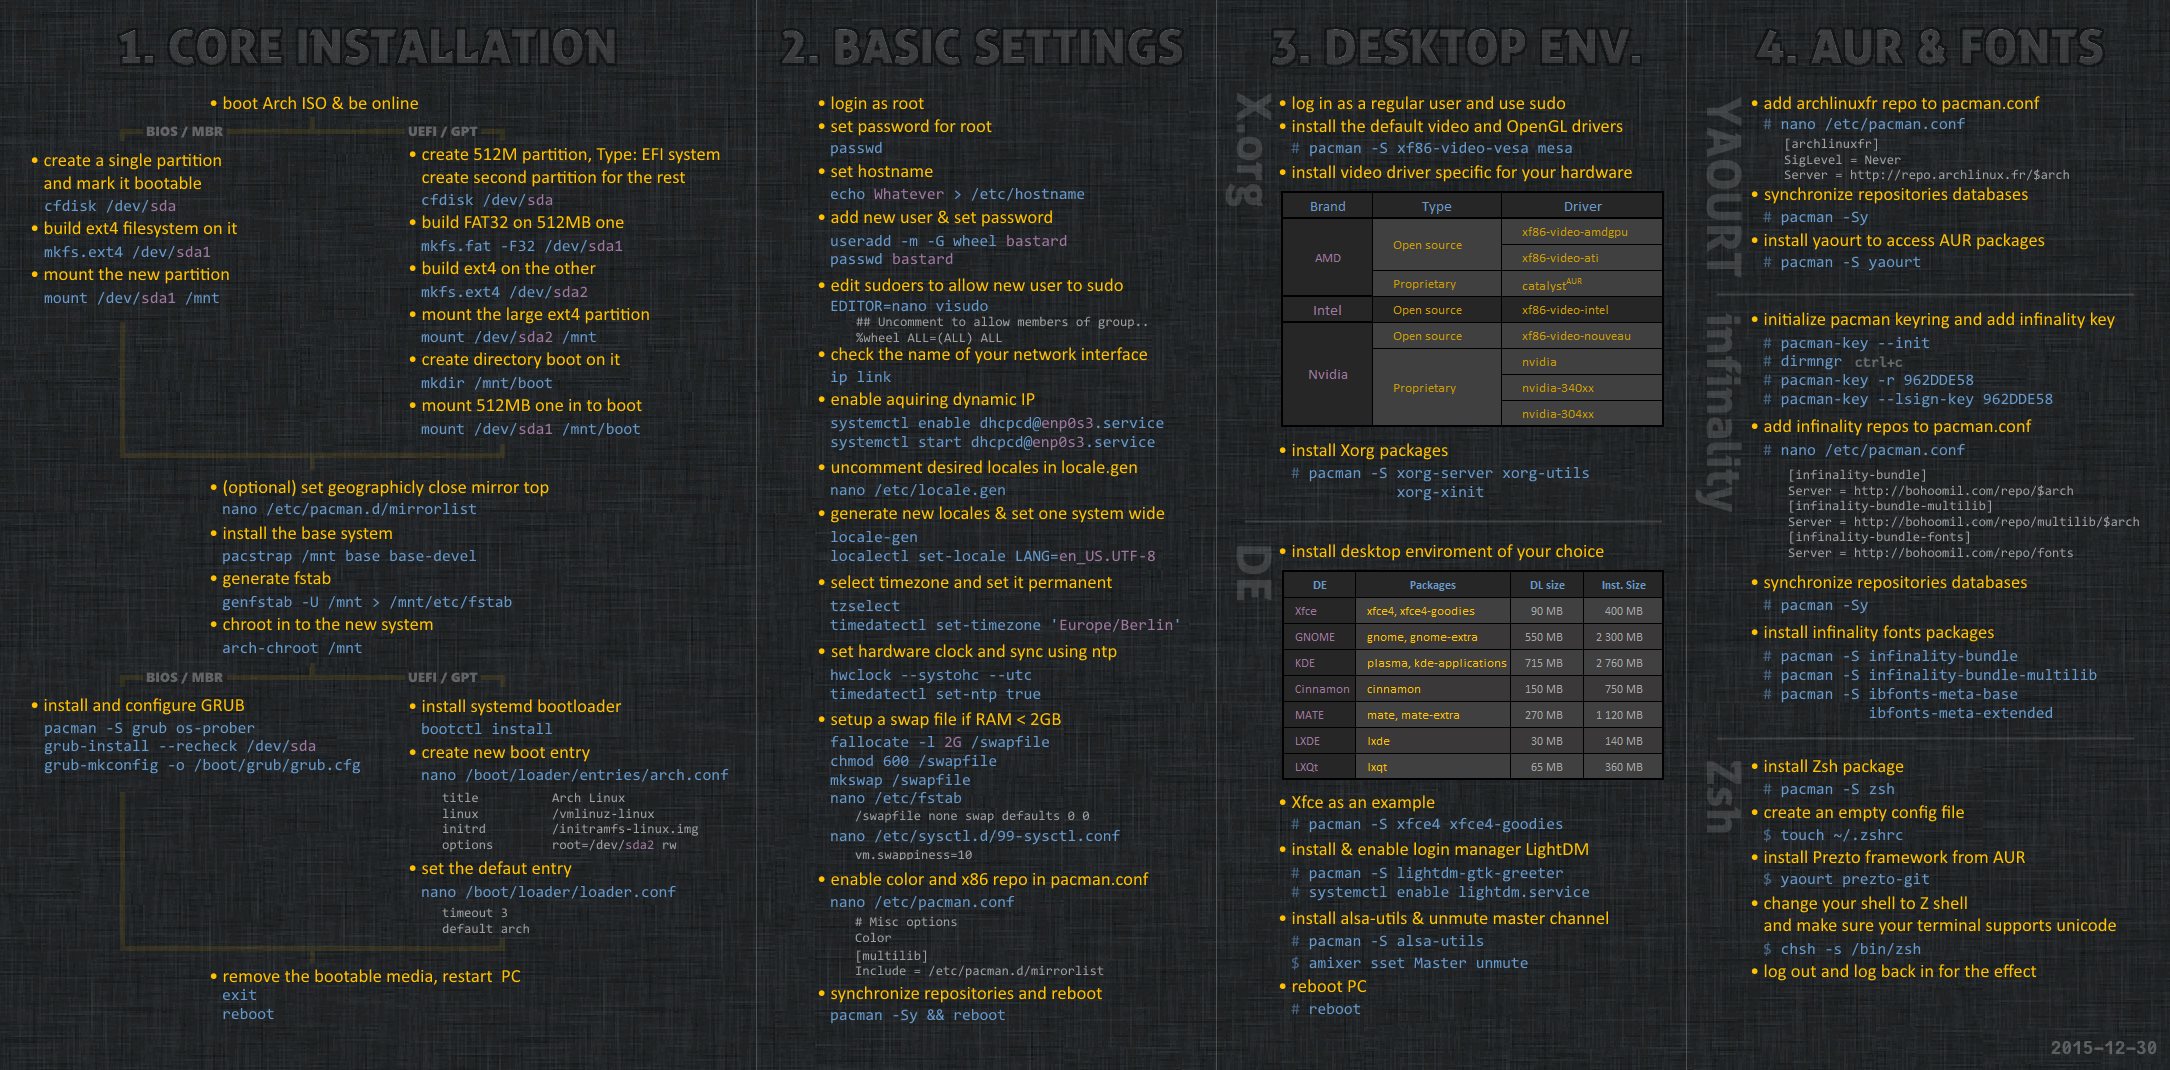 1. CORE INSTALLATION
• boot Arch ISO & be online
BIOS / MBR
• create a single partition
and mark it bootable
cfdisk /dev/sda
• build ext4 filesystem on it
mkfs.ext4 /dev/sda1
• mount the new partition
mount /dev/sda1 /mnt
UEFI / GPT
• create 512M partition, Type: EFI system
create second partition for the rest
cfdisk /dev/sda
• build FAT32 on 512MB one
mkfs.fat -F32 /dev/sda1
• build ext4 on the other
mkfs.ext4 /dev/sda2
• mount the large ext4 partition
mount /dev/sda2 /mnt
• create directory boot on it
mkdir /mnt/boot
• mount 512MB one in to boot
mount /dev/sda1 /mnt/boot
• (optional) set geographicly close mirror top
nano /etc/pacman.d/mirrorlist
• install the base system
pacstrap /mnt base base-devel
• generate fstab
genfstab -U /mnt > /mnt/etc/fstab
• chroot in to the new system
arch-chroot /mnt
BIOS / MBR
• install and configure GRUB
pacman -S grub os-prober
grub-install --recheck /dev/sda
grub-mkconfig -o /boot/grub/grub.cfg
UEFI / GPT
• install systemd bootloader
bootctl install
• create new boot entry
nano /boot/loader/entries/arch.conf
title Arch Linux
linux /vmlinuz-linux
initrd /initramfs-linux.img
options root=/dev/sda2 rw
• set the defaut entry
nano /boot/loader/loader.conf
timeout 3
default arch
• remove the bootable media, restart PC
exit
reboot
2. BASIC SETTINGS
• login as root
• set password for root
passwd
• set hostname
echo Whatever > /etc/hostname
• add new user & set password
useradd -m -G wheel bastard
passwd bastard
• edit sudoers to allow new user to sudo
EDITOR=nano visudo
## Uncomment to allow members of group..
%wheel ALL=(ALL) ALL
• check the name of your network interface
ip link
• enable aquiring dynamic IP
systemctl enable dhcpcd@enp0s3.service
systemctl start dhcpcd@enp0s3.service
• uncomment desired locales in locale.gen
nano /etc/locale.gen
• generate new locales & set one system wide
locale-gen
localectl set-locale LANG=en_US.UTF-8
• select timezone and set it permanent
tzselect
timedatectl set-timezone 'Europe/Berlin'
• set hardware clock and sync using ntp
hwclock --systohc --utc
timedatectl set-ntp true
• setup a swap file if RAM < 2GB
fallocate -l 2G /swapfile
chmod 600 /swapfile
mkswap /swapfile
nano /etc/fstab
/swapfile none swap defaults 0 0
nano /etc/sysctl.d/99-sysctl.conf
vm.swappiness=10
• enable color and x86 repo in pacman.conf
nano /etc/pacman.conf
# Misc options
Color
[multilib]
Include = /etc/pacman.d/mirrorlist
• synchronize repositories and reboot
pacman -Sy && reboot
3. DESKTOP ENV.
X.org
• log in as a regular user and use sudo
• install the default video and OpenGL drivers
# pacman -S xf86-video-vesa mesa
• install video driver specific for your hardware
Brand Type Driver
AMD Open source xf86-video-amdgpu
xf86-video-ati
Proprietary catalystAUR
Intel Open source xf86-video-intel
Nvidia Open source xf86-video-nouveau
Proprietary nvidia
nvidia-340xx
nvidia-304xx
• install Xorg packages
# pacman -S xorg-server xorg-utils
xorg-xinit
DE
• install desktop enviroment of your choice
DE Packages DL size Inst. Size
Xfce xfce4, xfce4-goodies 90 MB 400 MB
GNOME gnome, gnome-extra 550 MB 2 300 MB
KDE plasma, kde-applications 715 MB 2 760 MB
Cinnamon cinnamon 150 MB 750 MB
MATE mate, mate-extra 270 MB 1 120 MB
LXDE lxde 30 MB 140 MB
LXQt lxqt 65 MB 360 MB
• Xfce as an example
# pacman -S xfce4 xfce4-goodies
• install & enable login manager LightDM
# pacman -S lightdm-gtk-greeter
# systemctl enable lightdm.service
• install alsa-utils & unmute master channel
# pacman -S alsa-utils
$ amixer sset Master unmute
• reboot PC
# reboot
4. AUR & FONTS
YAOURT
• add archlinuxfr repo to pacman.conf
# nano /etc/pacman.conf
[archlinuxfr]
SigLevel = Never
Server = http://repo.archlinux.fr/$arch
• synchronize repositories databases
# pacman -Sy
• install yaourt to access AUR packages
# pacman -S yaourt
infinality
• initialize pacman keyring and add infinality key
# pacman-key --init
# dirmngr ctrl+c
# pacman-key -r 962DDE58
# pacman-key --lsign-key 962DDE58
• add infinality repos to pacman.conf
# nano /etc/pacman.conf
[infinality-bundle]
Server = http://bohoomil.com/repo/$arch
[infinality-bundle-multilib]
Server = http://bohoomil.com/repo/multilib/$arch
[infinality-bundle-fonts]
Server = http://bohoomil.com/repo/fonts
• synchronize repositories databases
# pacman -Sy
• install infinality fonts packages
# pacman -S infinality-bundle
# pacman -S infinality-bundle-multilib
# pacman -S ibfonts-meta-base
ibfonts-meta-extended
Zsh
• install Zsh package
# pacman -S zsh
• create an empty config file
$ touch ~/.zshrc
• install Prezto framework from AUR
$ yaourt prezto-git
• change your shell to Z shell
and make sure your terminal supports unicode
$ chsh -s /bin/zsh
• log out and log back in for the effect
2015-12-30